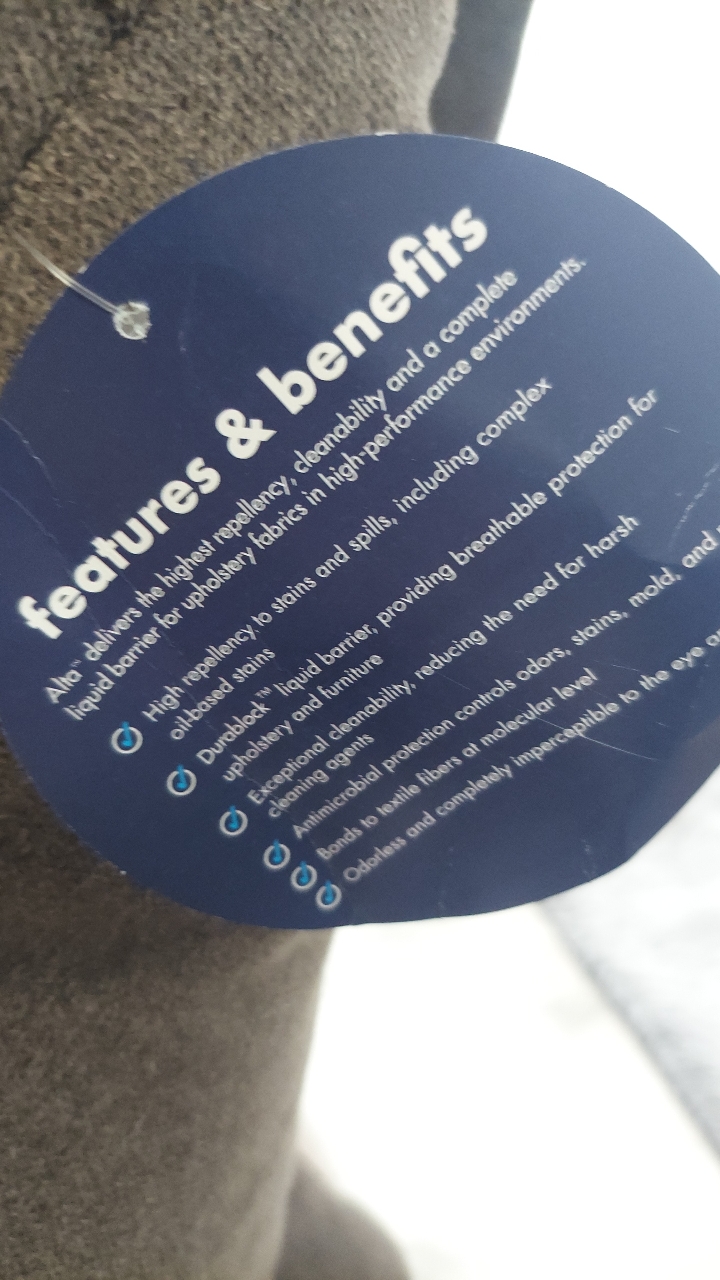 features & benefits
Alta™ delivers the highest repellency, cleanability and a complete
liquid barrier for upholstery fabrics in high-performance environments.
High repellency to stains and spills, including complex
oil-based stains
Durablock™ liquid barrier, providing breathable protection for
upholstery and furniture
Exceptional cleanability, reducing the need for harsh
cleaning agents
Antimicrobial protection controls odors, stains, mold, and
Bonds to textile fibers at molecular level
Odorless and completely imperceptible to the eye